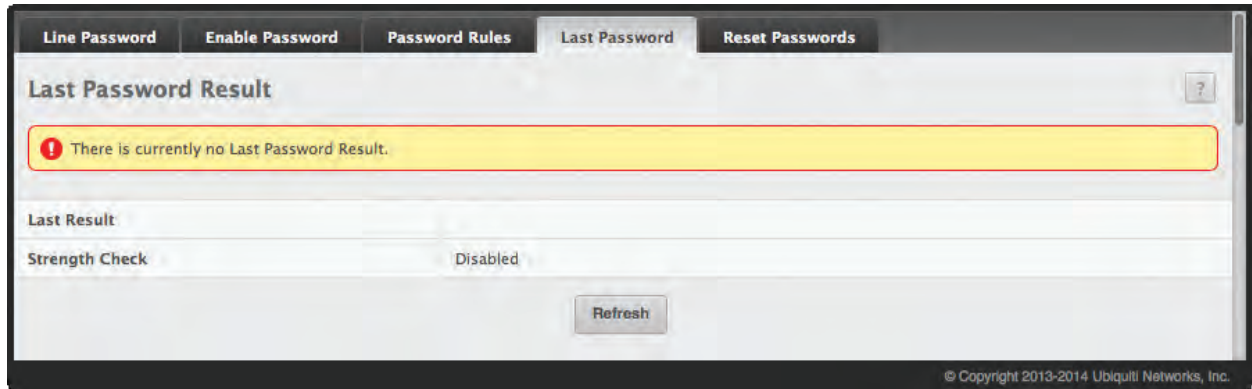 Line Password Enable Password Password Rules Last Password Reset Passwords
Last Password Result ?
There is currently no Last Password Result.
Last Result
Strength Check Disabled
Refresh
© Copyright 2013-2014 Ubiquiti Networks, Inc.